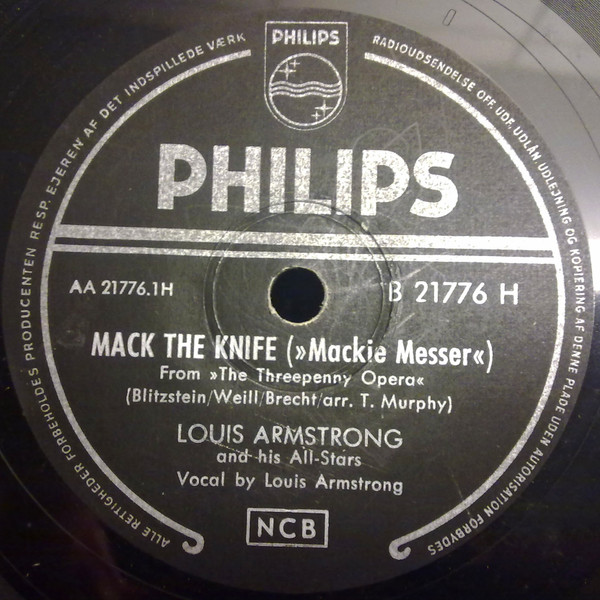 PHILIPS
ALLE RETTIGHEDER FORBEHOLDES PRODUCENTEN RESP. EJEREN AF DET INDSPILLEDE VÆRK
RADIOUDSENDELSE OFF. UDF. UDLÅN UDLEJNING OG KOPIERING AF DENNE PLADE UDEN AUTORISATION FORBYDES
PHILIPS
AA 21776.1H
B 21776 H
MACK THE KNIFE (»Mackie Messer«)
From »The Threepenny Opera«
(Blitzstein/Weill/Brecht/arr. T. Murphy)
LOUIS ARMSTRONG
and his All-Stars
Vocal by Louis Armstrong
NCB